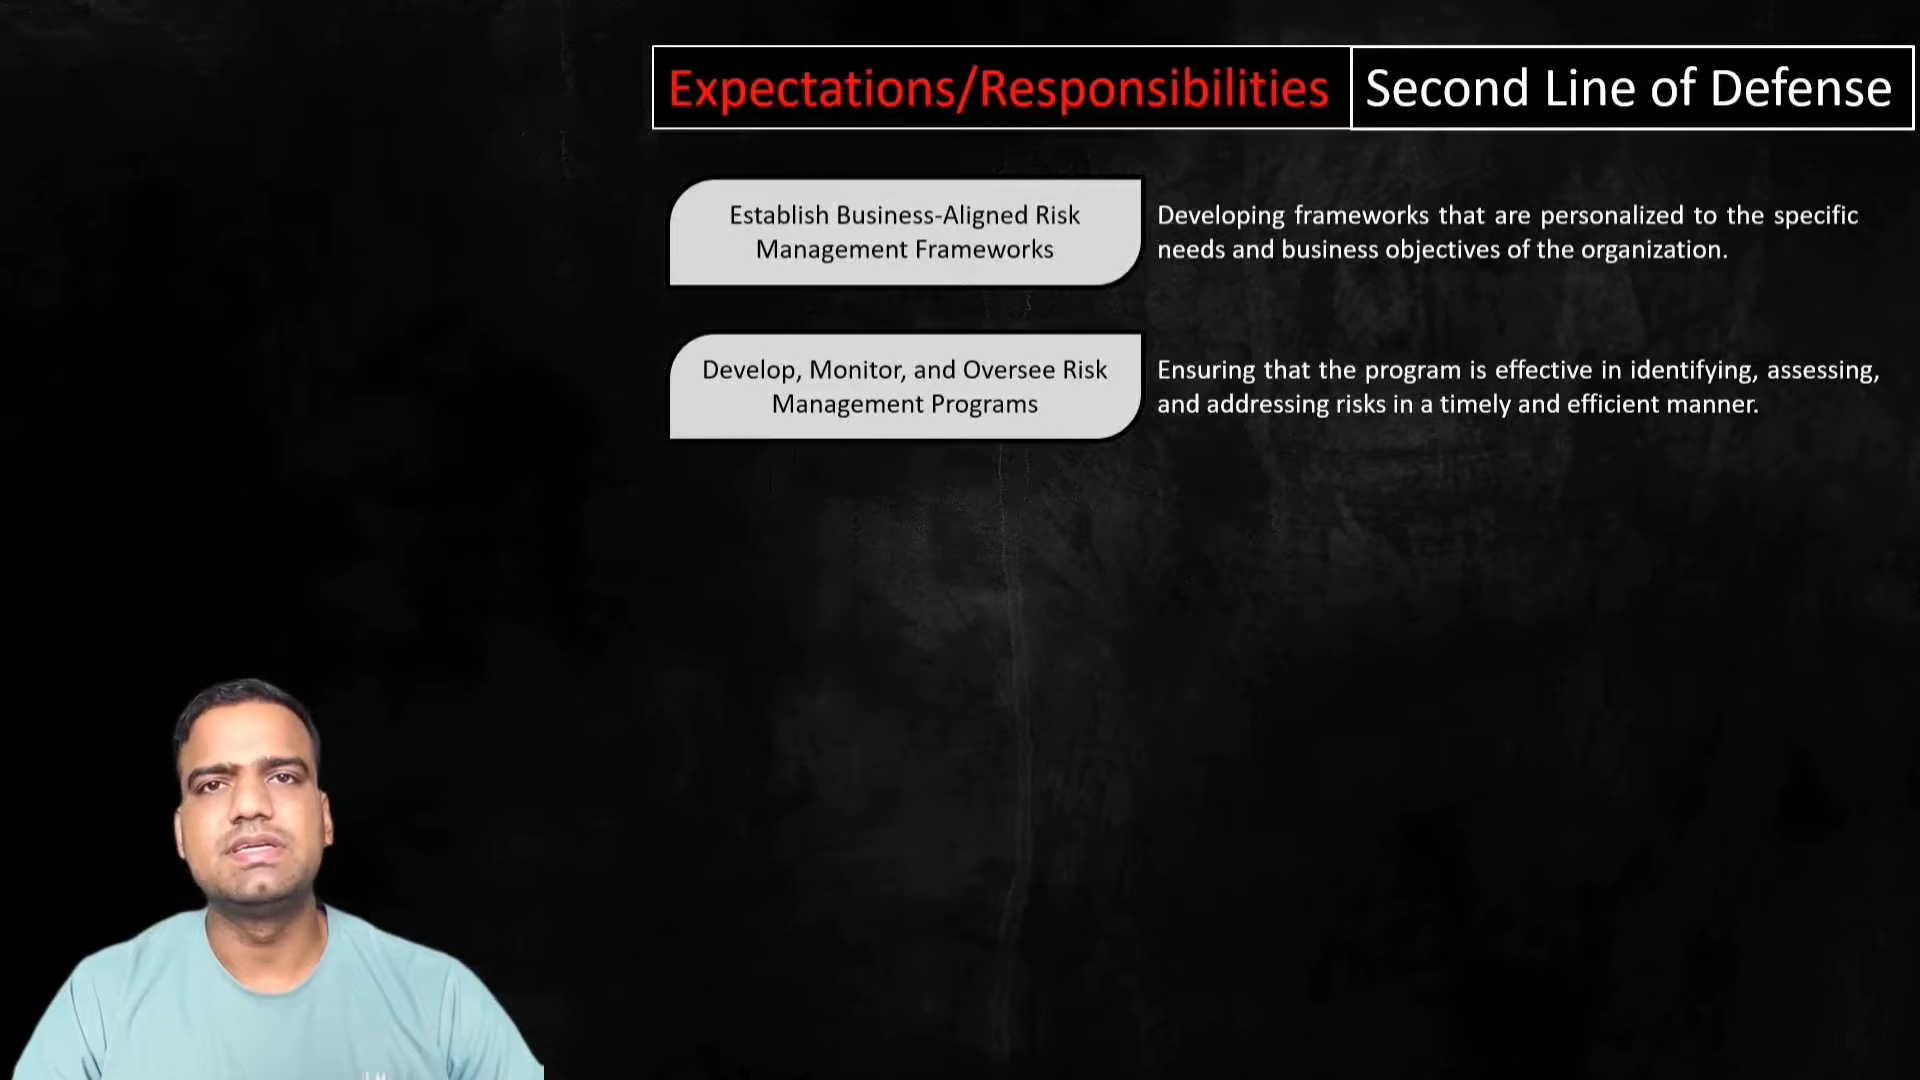 Expectations/Responsibilities
Second Line of Defense
Establish Business-Aligned Risk
Management Frameworks
Developing frameworks that are personalized to the specific
needs and business objectives of the organization.
Develop, Monitor, and Oversee Risk
Management Programs
Ensuring that the program is effective in identifying, assessing,
and addressing risks in a timely and efficient manner.